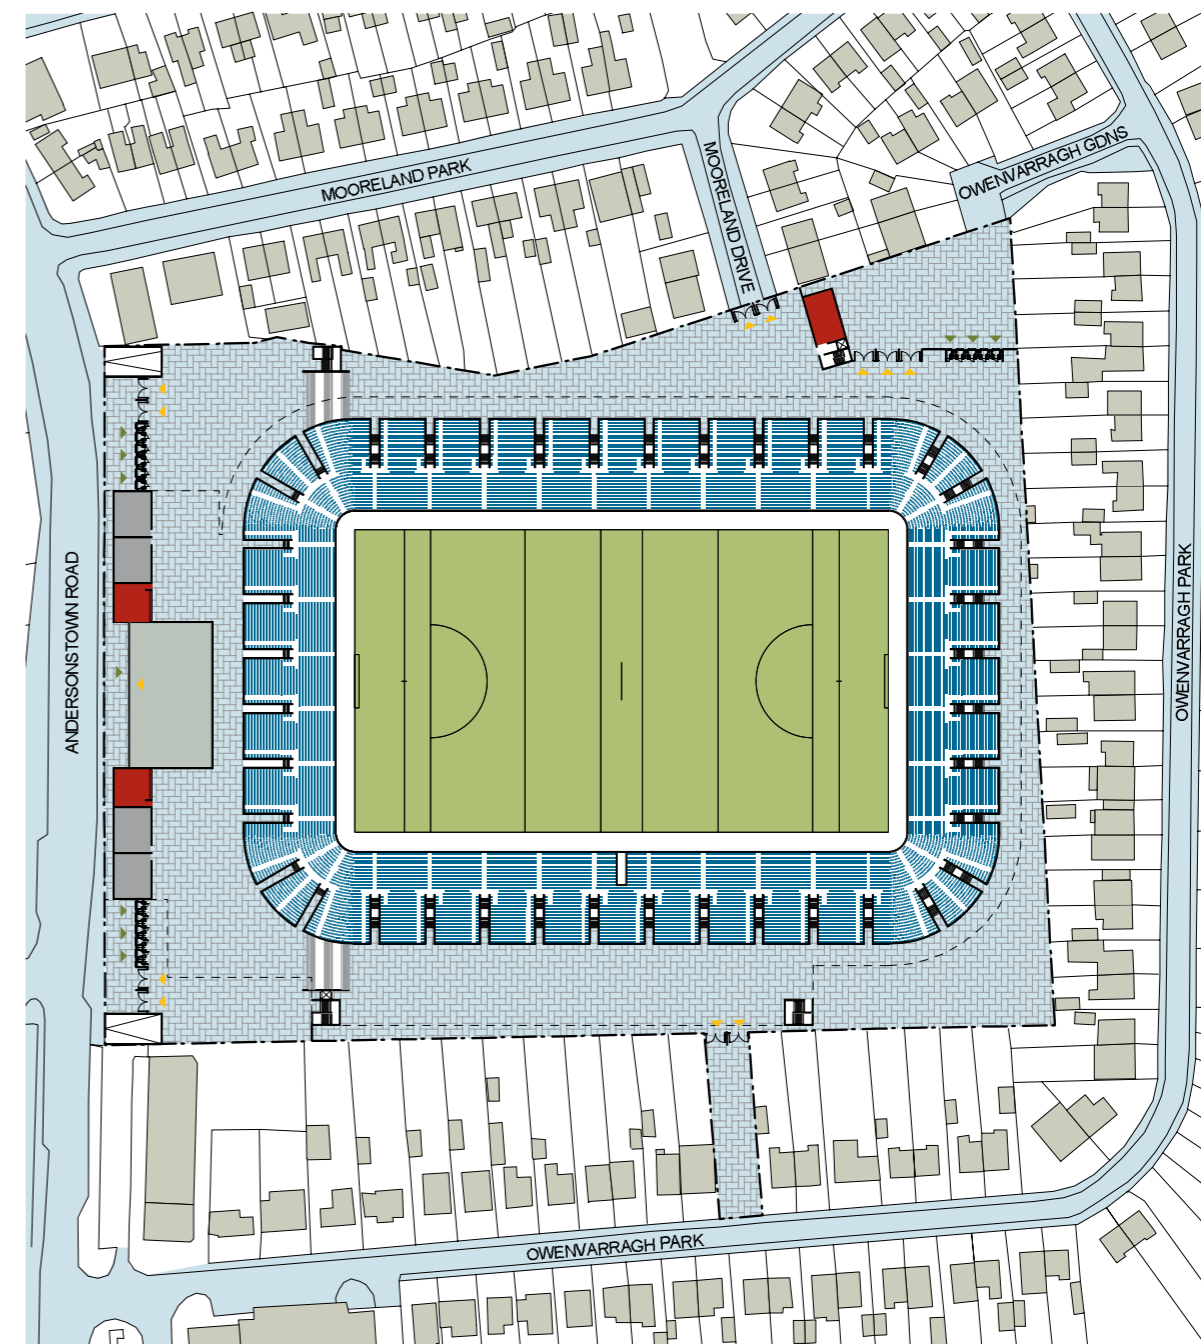 MOORELAND PARK
MOORELAND DRIVE
OWENVARRAGH GDNS
ANDERSONSTOWN ROAD
OWENVARRAGH PARK
OWENVARRAGH PARK